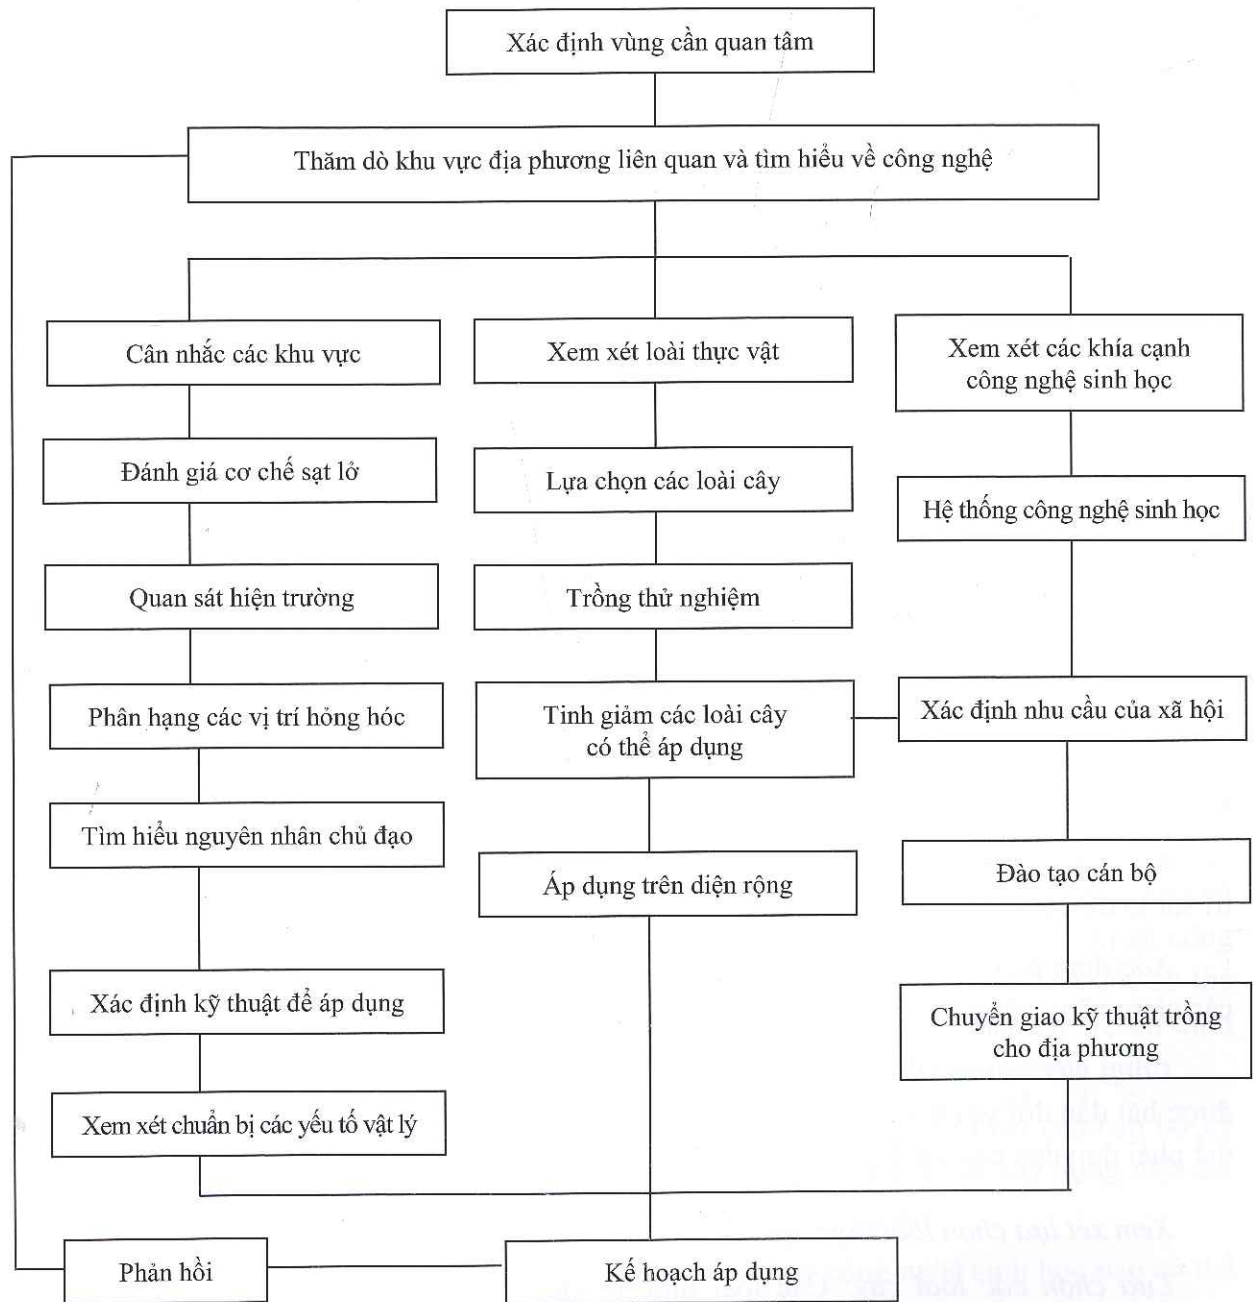 Xác định vùng cần quan tâm
Thăm dò khu vực địa phương liên quan và tìm hiểu về công nghệ
Cân nhắc các khu vực
Đánh giá cơ chế sạt lở
Quan sát hiện trường
Phân hạng các vị trí hỏng hóc
Tìm hiểu nguyên nhân chủ đạo
Xác định kỹ thuật để áp dụng
Xem xét chuẩn bị các yếu tố vật lý
Xem xét loài thực vật
Lựa chọn các loài cây
Trồng thử nghiệm
Tinh giảm các loài cây
có thể áp dụng
Áp dụng trên diện rộng
Xem xét các khía cạnh
công nghệ sinh học
Hệ thống công nghệ sinh học
Xác định nhu cầu của xã hội
Đào tạo cán bộ
Chuyển giao kỹ thuật trồng
cho địa phương
Phản hồi
Kế hoạch áp dụng